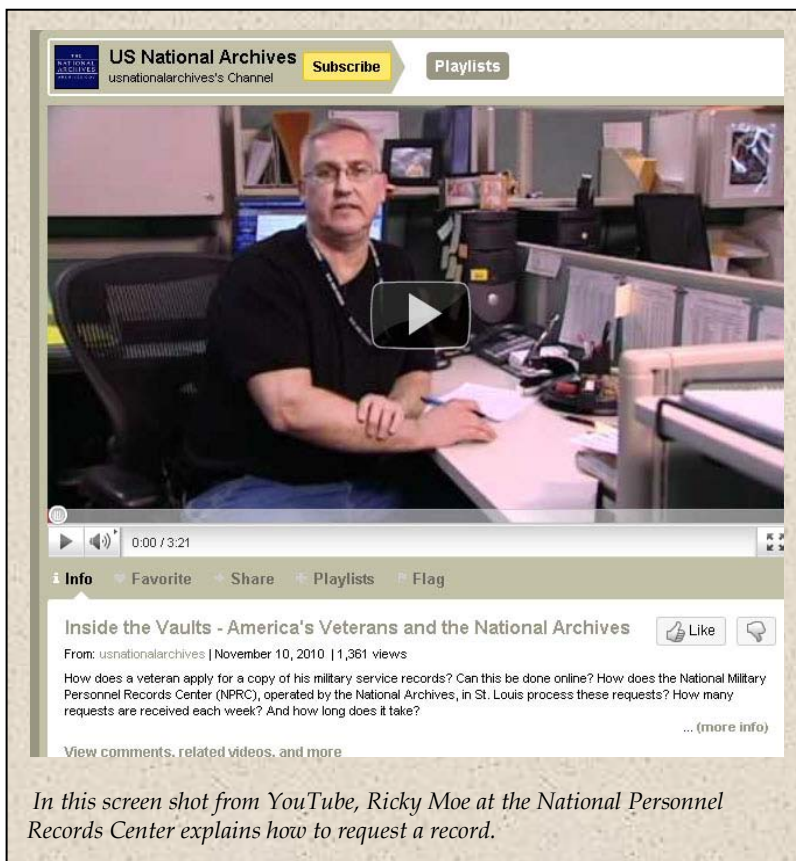 THE
NATIONAL
ARCHIVES
US National Archives
usnationalarchives's Channel
Subscribe
Playlists
0:00 / 3:21
Info Favorite Share Playlists Flag
Inside the Vaults - America's Veterans and the National Archives
Like
From: usnationalarchives | November 10, 2010 | 1,361 views
How does a veteran apply for a copy of his military service records? Can this be done online? How does the National Military
Personnel Records Center (NPRC), operated by the National Archives, in St. Louis process these requests? How many
requests are received each week? And how long does it take?
... (more info)
View comments, related videos, and more
In this screen shot from YouTube, Ricky Moe at the National Personnel
Records Center explains how to request a record.